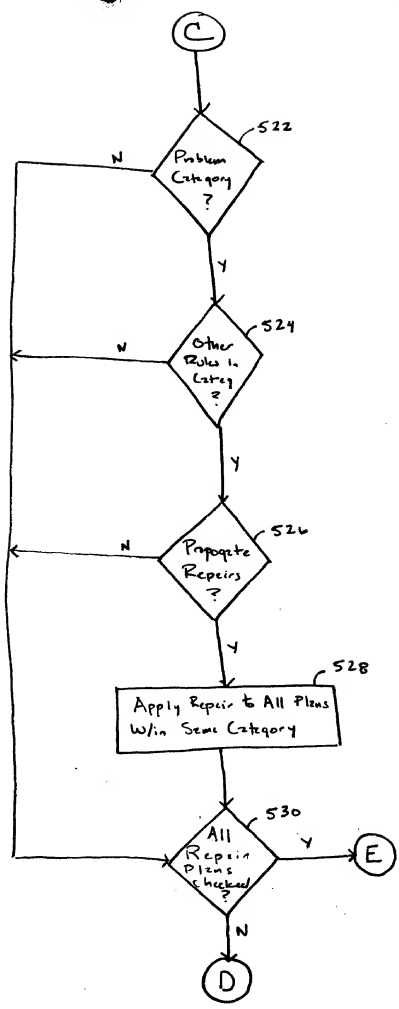 C
522
N
Problem
Category
?
Y
524
N
Other
Rules in
Categ
?
Y
526
N
Propogate
Repairs
?
Y
528
Apply Repair to All Plans
W/in Same Category
530
All
Repair
Plans
checked
?
Y
E
N
D